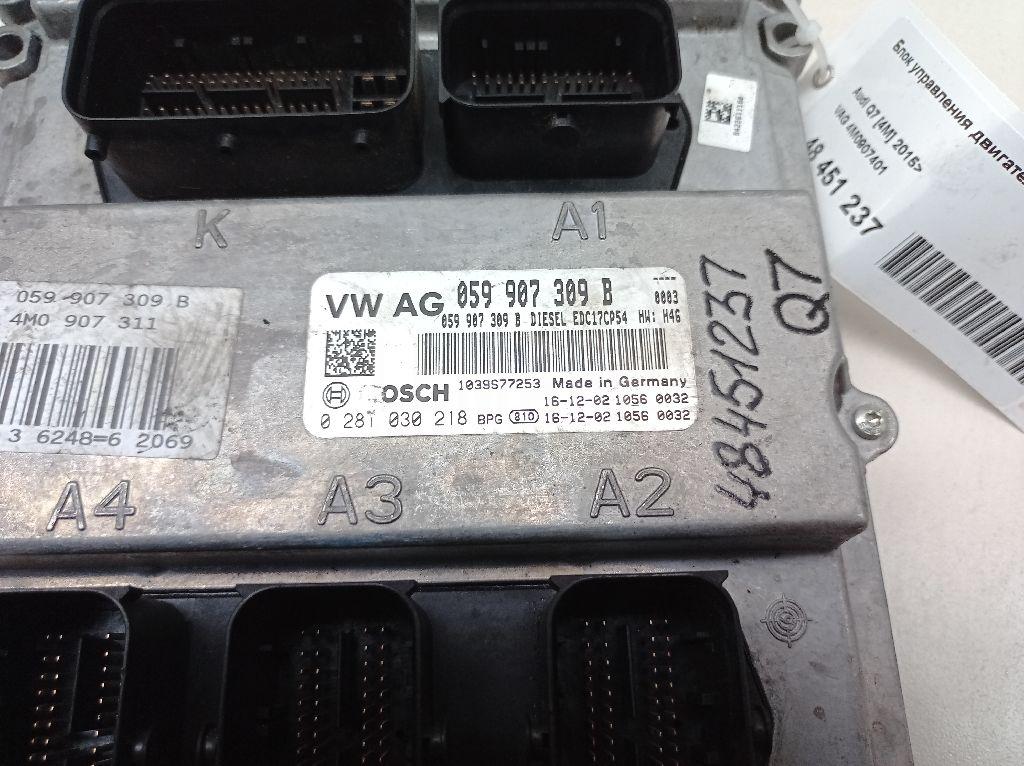 Блок управления двигате
Audi Q7 [4M] 2015>
VAG 4M0907401
48 451 237
K
A1
059 907 309 B
4M0 907 311
3 6248=6 2069
VW AG 059 907 309 B
0003
059 907 309 B DIESEL EDC17CP54 HW: H46
OSCH 1039S77253 Made in Germany
16-12-02 1056 0032
0 281 030 218 BPG 810 16-12-02 1056 0032
48451237
Q7
A4
A3
A2